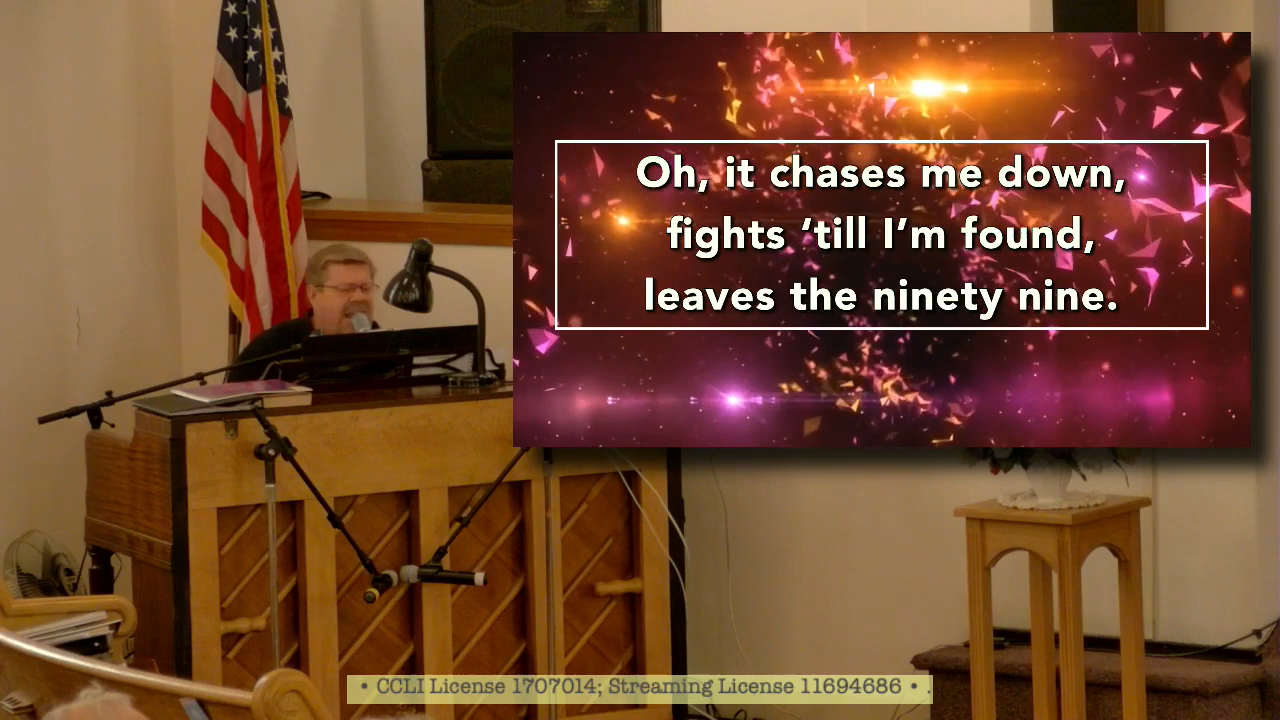 Oh, it chases me down,
fights ‘till I’m found,
leaves the ninety nine.
• CCLI License 1707014; Streaming License 11694686 • .